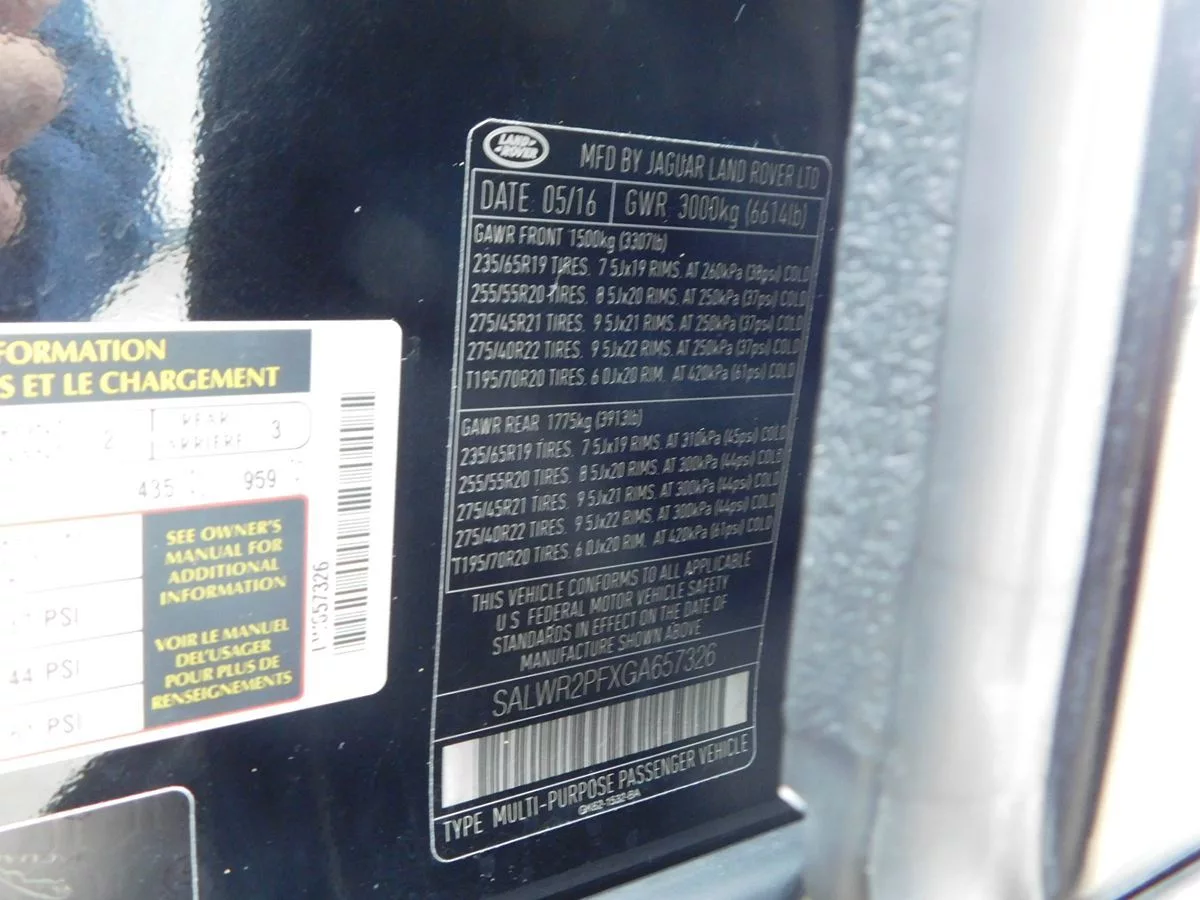 FORMATION
S ET LE CHARGEMENT
2
REAR
ARRIERE 3
435 959
SEE OWNER'S
MANUAL FOR
ADDITIONAL
INFORMATION
PSI
VOIR LE MANUEL
DEL'USAGER
POUR PLUS DE
RENSEIGNEMENTS
44 PSI
PSI
LAND
ROVER
MFD BY JAGUAR LAND ROVER LTD
DATE 05/16 GWR 3000kg (6614lb)
GAWR FRONT 1500kg (3307lb)
235/65R19 TIRES. 7 5Jx19 RIMS. AT 260kPa (38psi) COLD
255/55R20 TIRES. 8 5Jx20 RIMS. AT 250kPa (37psi) COLD
275/45R21 TIRES. 9 5Jx21 RIMS. AT 250kPa (37psi) COLD
275/40R22 TIRES. 9 5Jx22 RIMS. AT 250kPa (37psi) COLD
T195/70R20 TIRES. 6 0Jx20 RIM. AT 420kPa (61psi) COLD
GAWR REAR 1775kg (3913lb)
235/65R19 TIRES. 7 5Jx19 RIMS. AT 310kPa (45psi) COLD
255/55R20 TIRES. 8 5Jx20 RIMS. AT 300kPa (44psi) COLD
275/45R21 TIRES. 9 5Jx21 RIMS. AT 300kPa (44psi) COLD
275/40R22 TIRES. 9 5Jx22 RIMS. AT 300kPa (44psi) COLD
T195/70R20 TIRES. 6 0Jx20 RIM. AT 420kPa (61psi) COLD
THIS VEHICLE CONFORMS TO ALL APPLICABLE
U S FEDERAL MOTOR VEHICLE SAFETY
STANDARDS IN EFFECT ON THE DATE OF
MANUFACTURE SHOWN ABOVE
SALWR2PFXGA657326
TYPE MULTI-PURPOSE PASSENGER VEHICLE